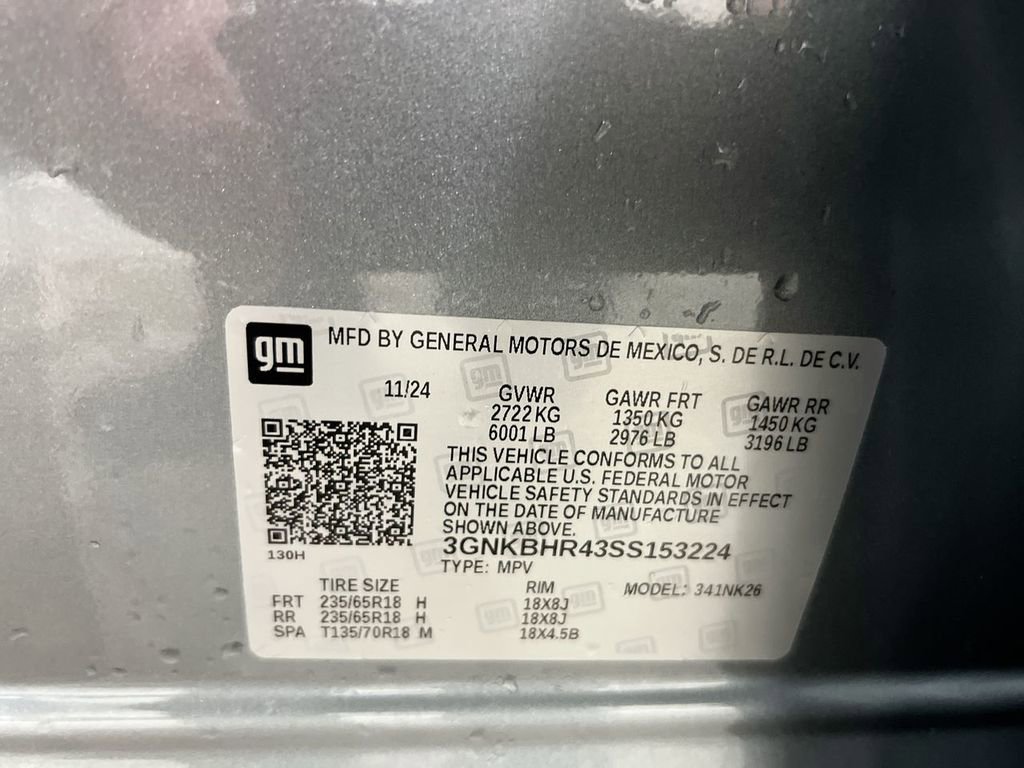 gm
MFD BY GENERAL MOTORS DE MEXICO, S. DE R.L. DE C.V.
11/24 GVWR GAWR FRT GAWR RR
2722 KG 1350 KG 1450 KG
6001 LB 2976 LB 3196 LB
THIS VEHICLE CONFORMS TO ALL
APPLICABLE U.S. FEDERAL MOTOR
VEHICLE SAFETY STANDARDS IN EFFECT
ON THE DATE OF MANUFACTURE
SHOWN ABOVE.
130H
3GNKBHR43SS153224
TYPE: MPV
TIRE SIZE RIM MODEL: 341NK26
FRT 235/65R18 H 18X8J
RR 235/65R18 H 18X8J
SPA T135/70R18 M 18X4.5B